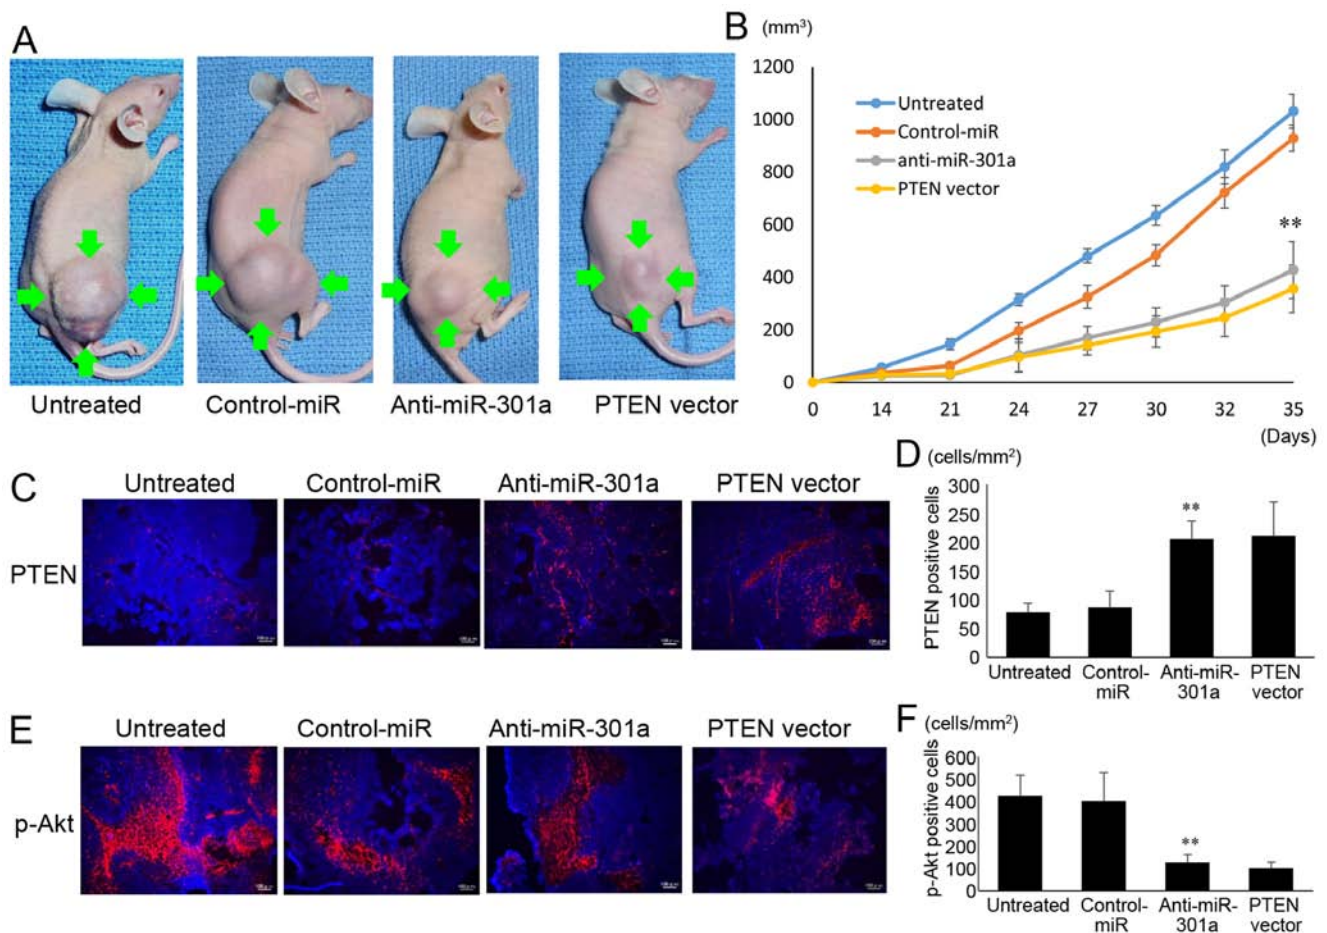 A
Untreated
Control-miR
Anti-miR-301a
PTEN vector
B
(mm³)
1200
1000
800
600
400
200
0
Untreated
Control-miR
anti-miR-301a
PTEN vector
**
0 14 21 24 27 30 32 35
(Days)
C
Untreated
Control-miR
Anti-miR-301a
PTEN vector
PTEN
D
(cells/mm²)
PTEN positive cells
300
250
200
150
100
50
0
**
Untreated
Control-
miR
Anti-miR-
301a
PTEN
vector
E
Untreated
Control-miR
Anti-miR-301a
PTEN vector
p-Akt
F
(cells/mm²)
p-Akt positive cells
600
500
400
300
200
100
0
**
Untreated
Control-
miR
Anti-miR-
301a
PTEN
vector